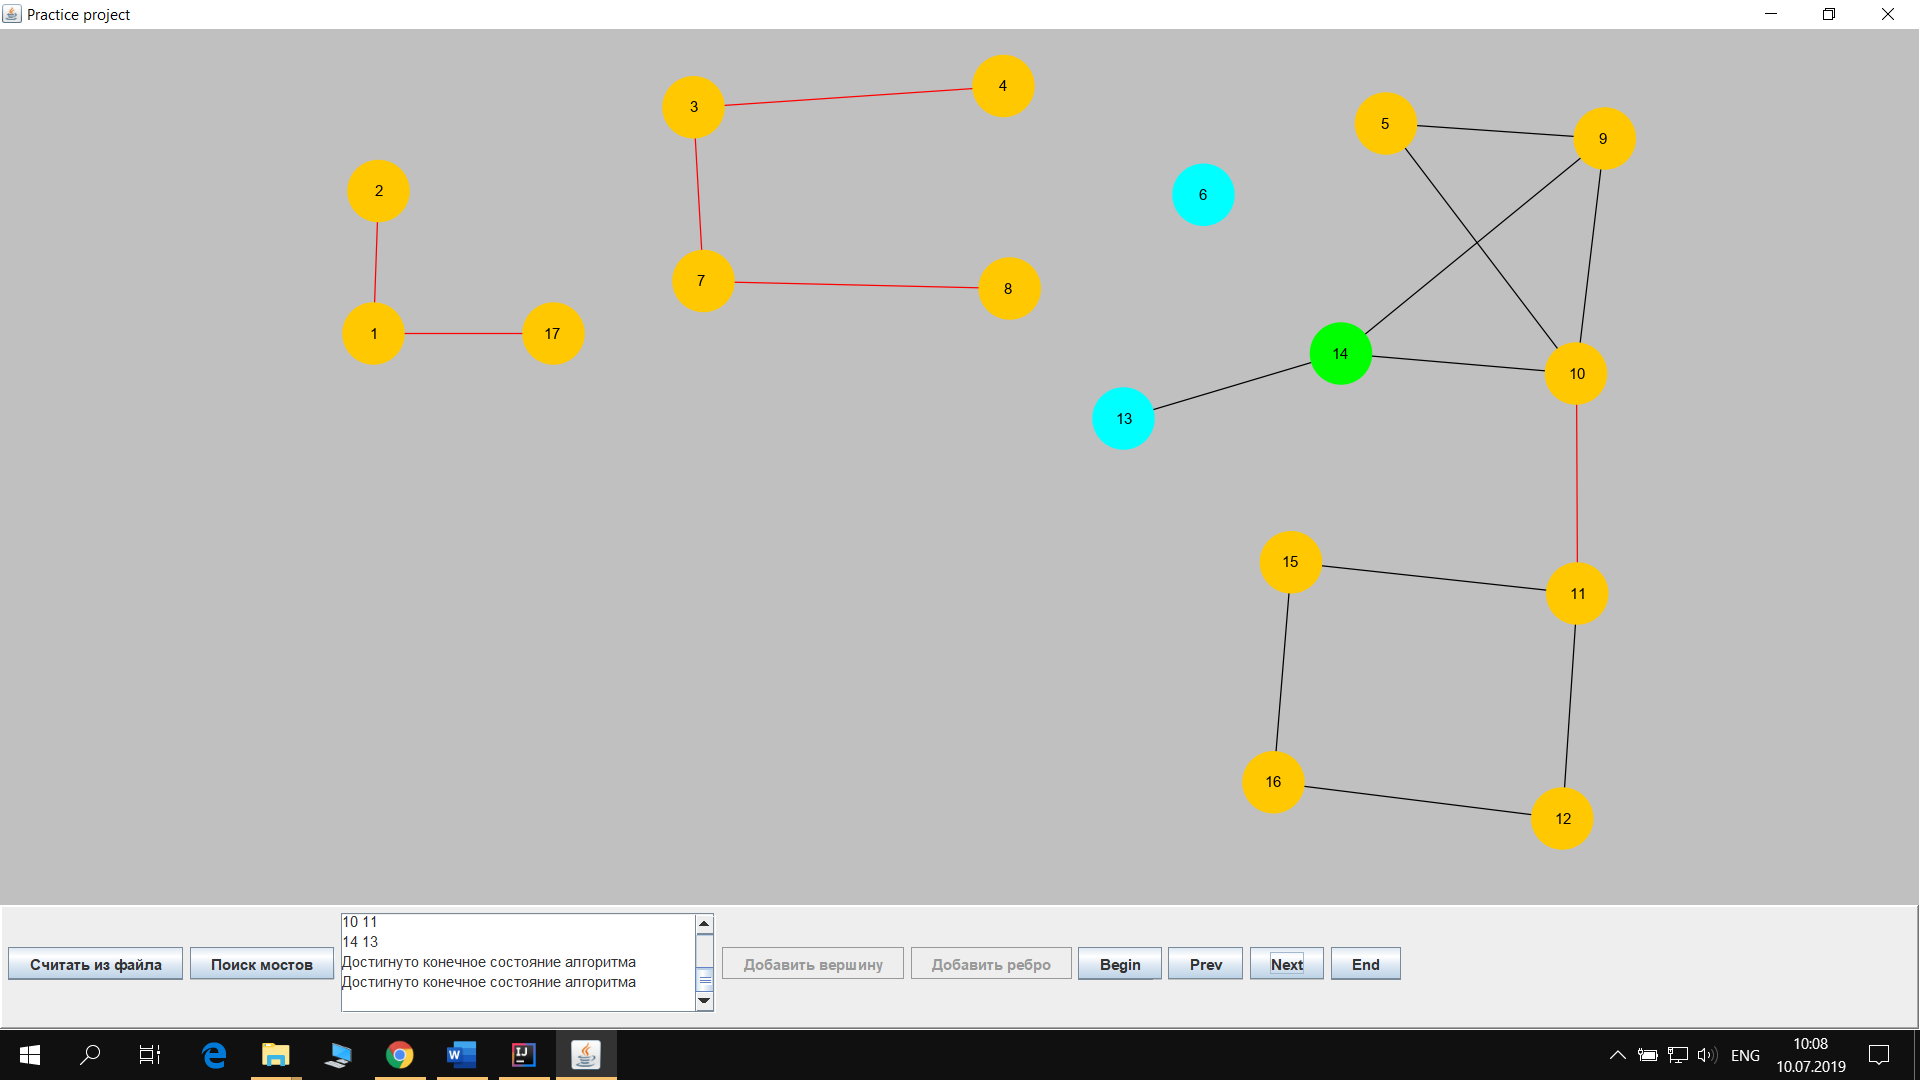 Practice project
4
3
5
9
2
6
7
8
1
17
14
10
13
15
11
16
12
10 11
14 13
Достигнуто конечное состояние алгоритма
Достигнуто конечное состояние алгоритма
Считать из файла
Поиск мостов
Добавить вершину
Добавить ребро
Begin
Prev
Next
End
ENG
10:08
10.07.2019